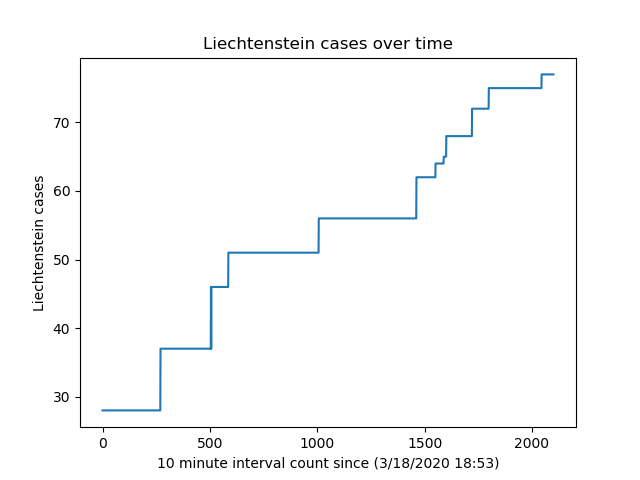 Liechtenstein cases over time
Liechtenstein cases
70
60
50
40
30
0 500 1000 1500 2000
10 minute interval count since (3/18/2020 18:53)